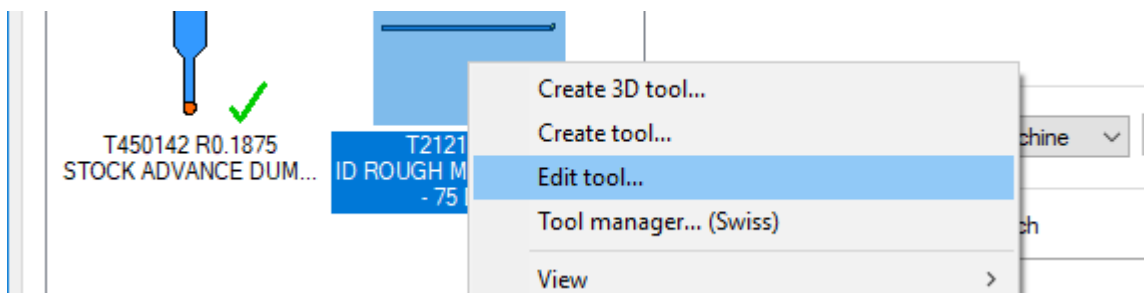 Create 3D tool...
Create tool...
Edit tool...
Tool manager... (Swiss)
View
T450142 R0.1875
STOCK ADVANCE DUM...
T2121
ID ROUGH M
- 75
chine